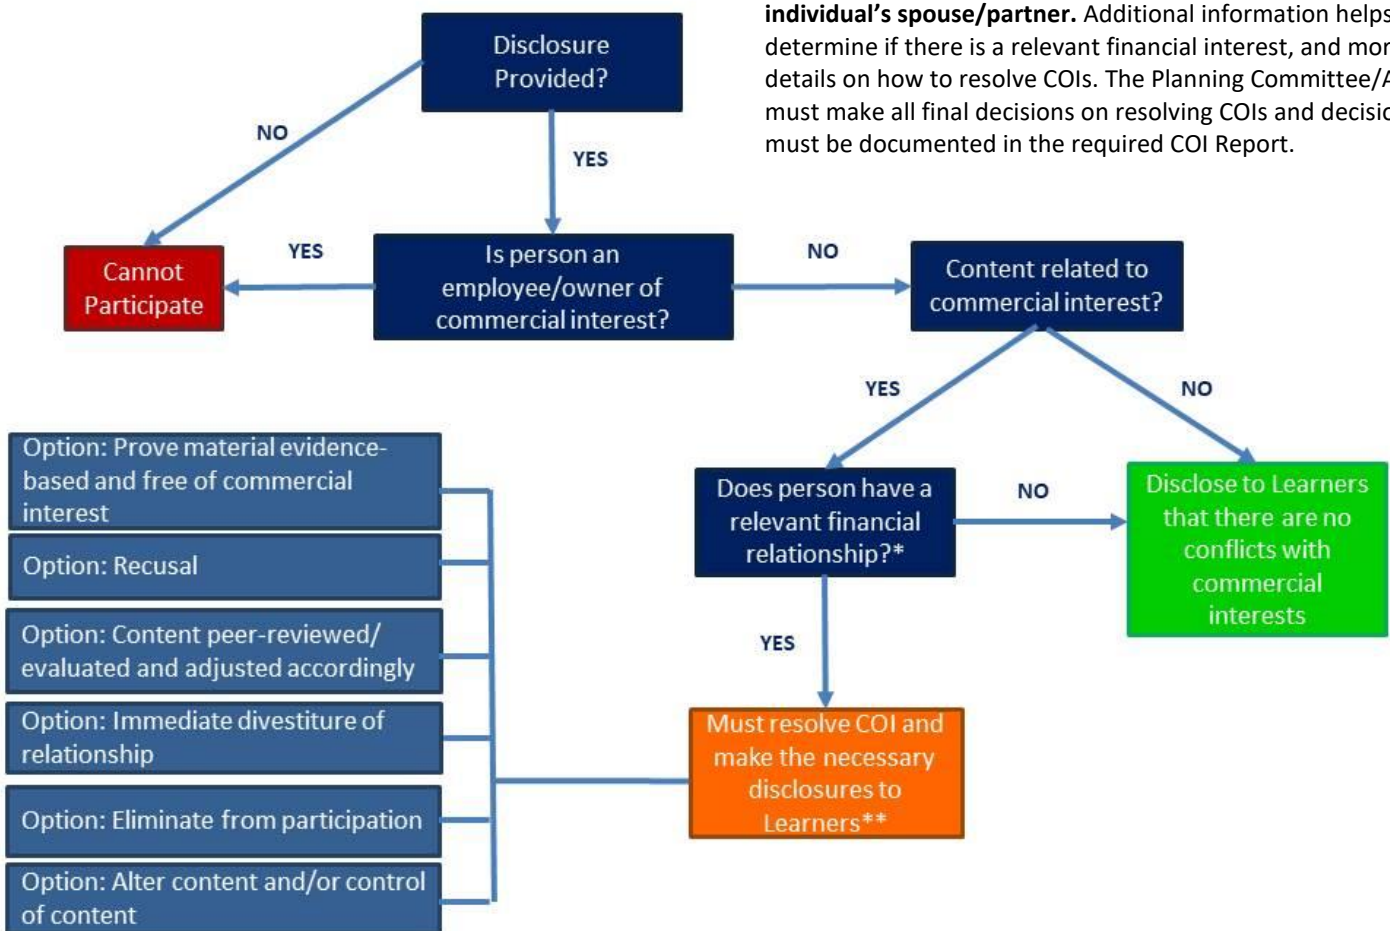 individual's spouse/partner. Additional information helps
determine if there is a relevant financial interest, and
details on how to resolve COIs. The Planning
must make all final decisions on resolving COIs and
must be documented in the required COI Report.
Disclosure
Provided?
NO
YES
Cannot
Participate
YES
Is person an
employee/owner of
commercial interest?
NO
Content related to
commercial interest?
YES
NO
Option: Prove material evidence-
based and free of commercial
interest
Option: Recusal
Option: Content peer-reviewed/
evaluated and adjusted accordingly
Option: Immediate divestiture of
relationship
Option: Eliminate from participation
Option: Alter content and/or control
of content
Does person have a
relevant financial
relationship?*
NO
Disclose to Learners
that there are no
conflicts with
commercial
interests
YES
Must resolve COI and
make the necessary
disclosures to
Learners**